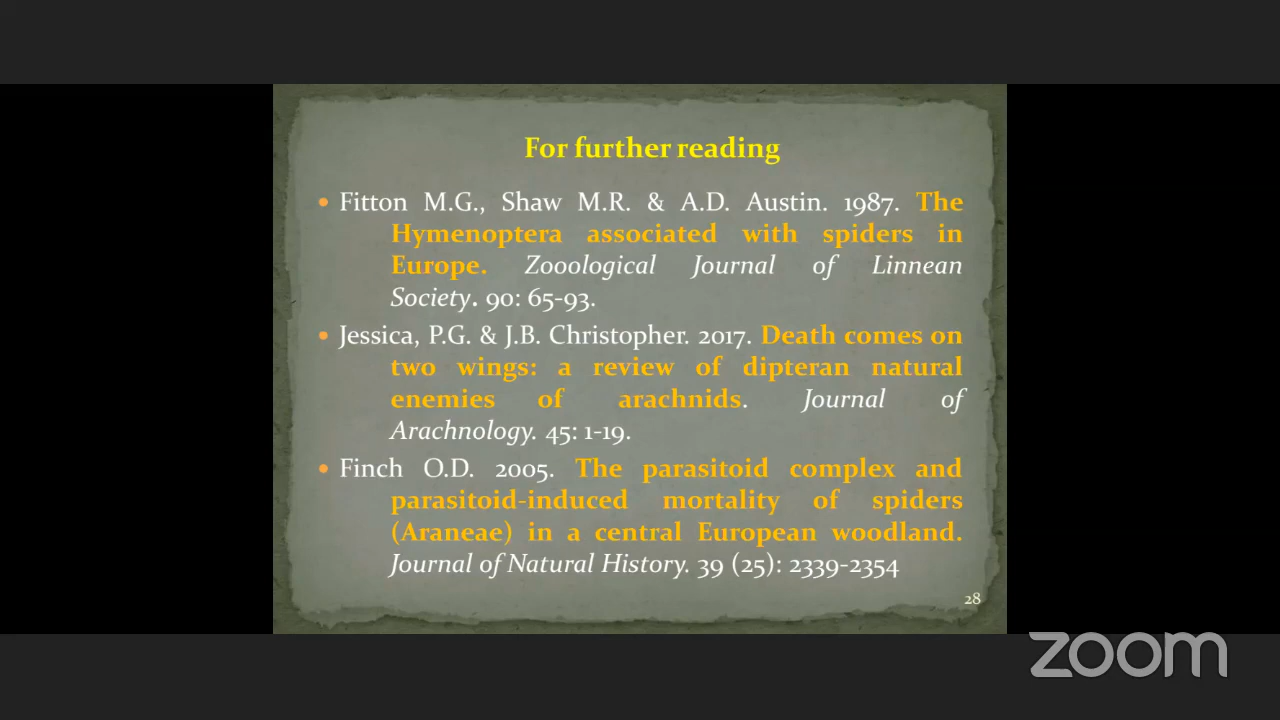 For further reading
• Fitton M.G., Shaw M.R. & A.D. Austin. 1987. The
Hymenoptera associated with spiders in
Europe. Zooological Journal of Linnean
Society. 90: 65-93.
• Jessica, P.G. & J.B. Christopher. 2017. Death comes on
two wings: a review of dipteran natural
enemies of arachnids. Journal of
Arachnology. 45: 1-19.
• Finch O.D. 2005. The parasitoid complex and
parasitoid-induced mortality of spiders
(Araneae) in a central European woodland.
Journal of Natural History. 39 (25): 2339-2354
28
zoom